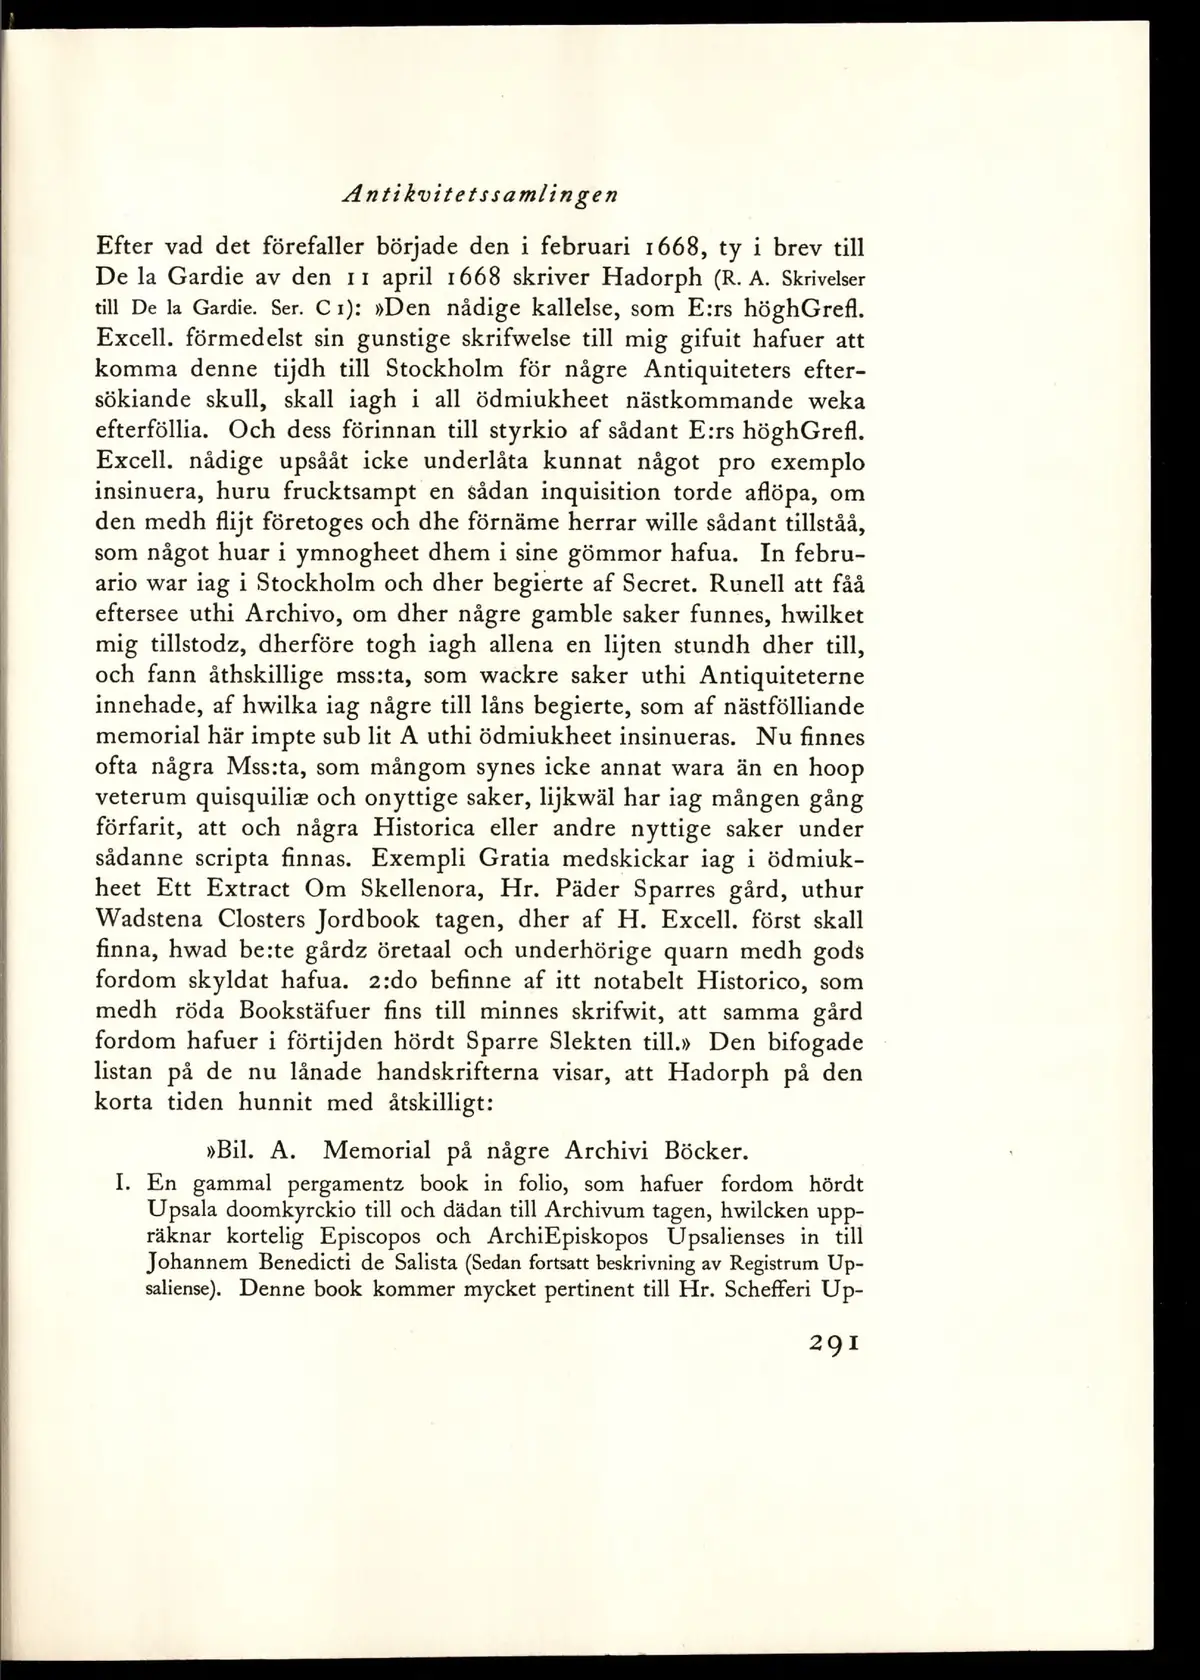 Antikvitetssamlingen
Efter vad det förefaller började den i februari 1668, ty i brev till
De la Gardie av den 11 april 1668 skriver Hadorph (R. A. Skrivelser
till De la Gardie. Ser. C 1): »Den nådige kallelse, som E:rs höghGrefl.
Excell. förmedelst sin gunstige skrifwelse till mig gifuit hafuer att
komma denne tijdh till Stockholm för någre Antiquiteters efter-
sökiande skull, skall iagh i all ödmiukheet nästkommande weka
efterföllia. Och dess förinnan till styrkio af sådant E:rs höghGrefl.
Excell. nådige upsååt icke underlåta kunnat något pro exemplo
insinuera, huru frucktsampt en sådan inquisition torde aflöpa, om
den medh flijt företoges och dhe förnäme herrar wille sådant tillståå,
som något huar i ymnogheet dhem i sine gömmor hafua. In febru-
ario war iag i Stockholm och dher begierte af Secret. Runell att fåå
eftersee uthi Archivo, om dher någre gamble saker funnes, hwilket
mig tillstodz, dherföre togh iagh allena en lijten stundh dher till,
och fann åthskillige mss:ta, som wackre saker uthi Antiquiteterne
innehade, af hwilka iag någre till låns begierte, som af nästfölliande
memorial här impte sub lit A uthi ödmiukheet insinueras. Nu finnes
ofta några Mss:ta, som mångom synes icke annat wara än en hoop
veterum quisquiliæ och onyttige saker, lijkwäl har iag mången gång
förfarit, att och några Historica eller andre nyttige saker under
sådanne scripta finnas. Exempli Gratia medskickar iag i ödmiuk-
heet Ett Extract Om Skellenora, Hr. Päder Sparres gård, uthur
Wadstena Closters Jordbook tagen, dher af H. Excell. först skall
finna, hwad be:te gårdz öretaal och underhörige quarn medh gods
fordom skyldat hafua. 2:do befinne af itt notabelt Historico, som
medh röda Bookstäfuer fins till minnes skrifwit, att samma gård
fordom hafuer i förtijden hördt Sparre Slekten till.» Den bifogade
listan på de nu lånade handskrifterna visar, att Hadorph på den
korta tiden hunnit med åtskilligt:
»Bil. A. Memorial på någre Archivi Böcker.
I. En gammal pergamentz book in folio, som hafuer fordom hördt
Upsala doomkyrckio till och dädan till Archivum tagen, hwilcken upp-
räknar kortelig Episcopos och ArchiEpiskopos Upsalienses in till
Johannem Benedicti de Salista (Sedan fortsatt beskrivning av Registrum Up-
saliense). Denne book kommer mycket pertinent till Hr. Schefferi Up-
291